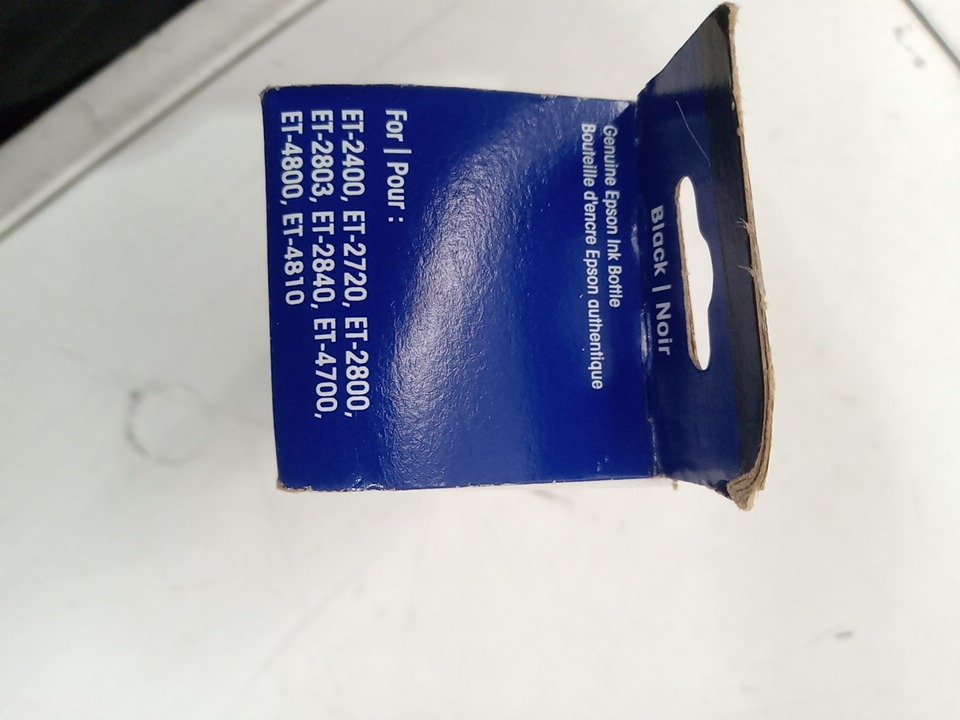 Black | Noir
Genuine Epson Ink Bottle
Bouteille d'encre Epson authentique
For | Pour :
ET-2400, ET-2720, ET-2800,
ET-2803, ET-2840, ET-4700,
ET-4800, ET-4810